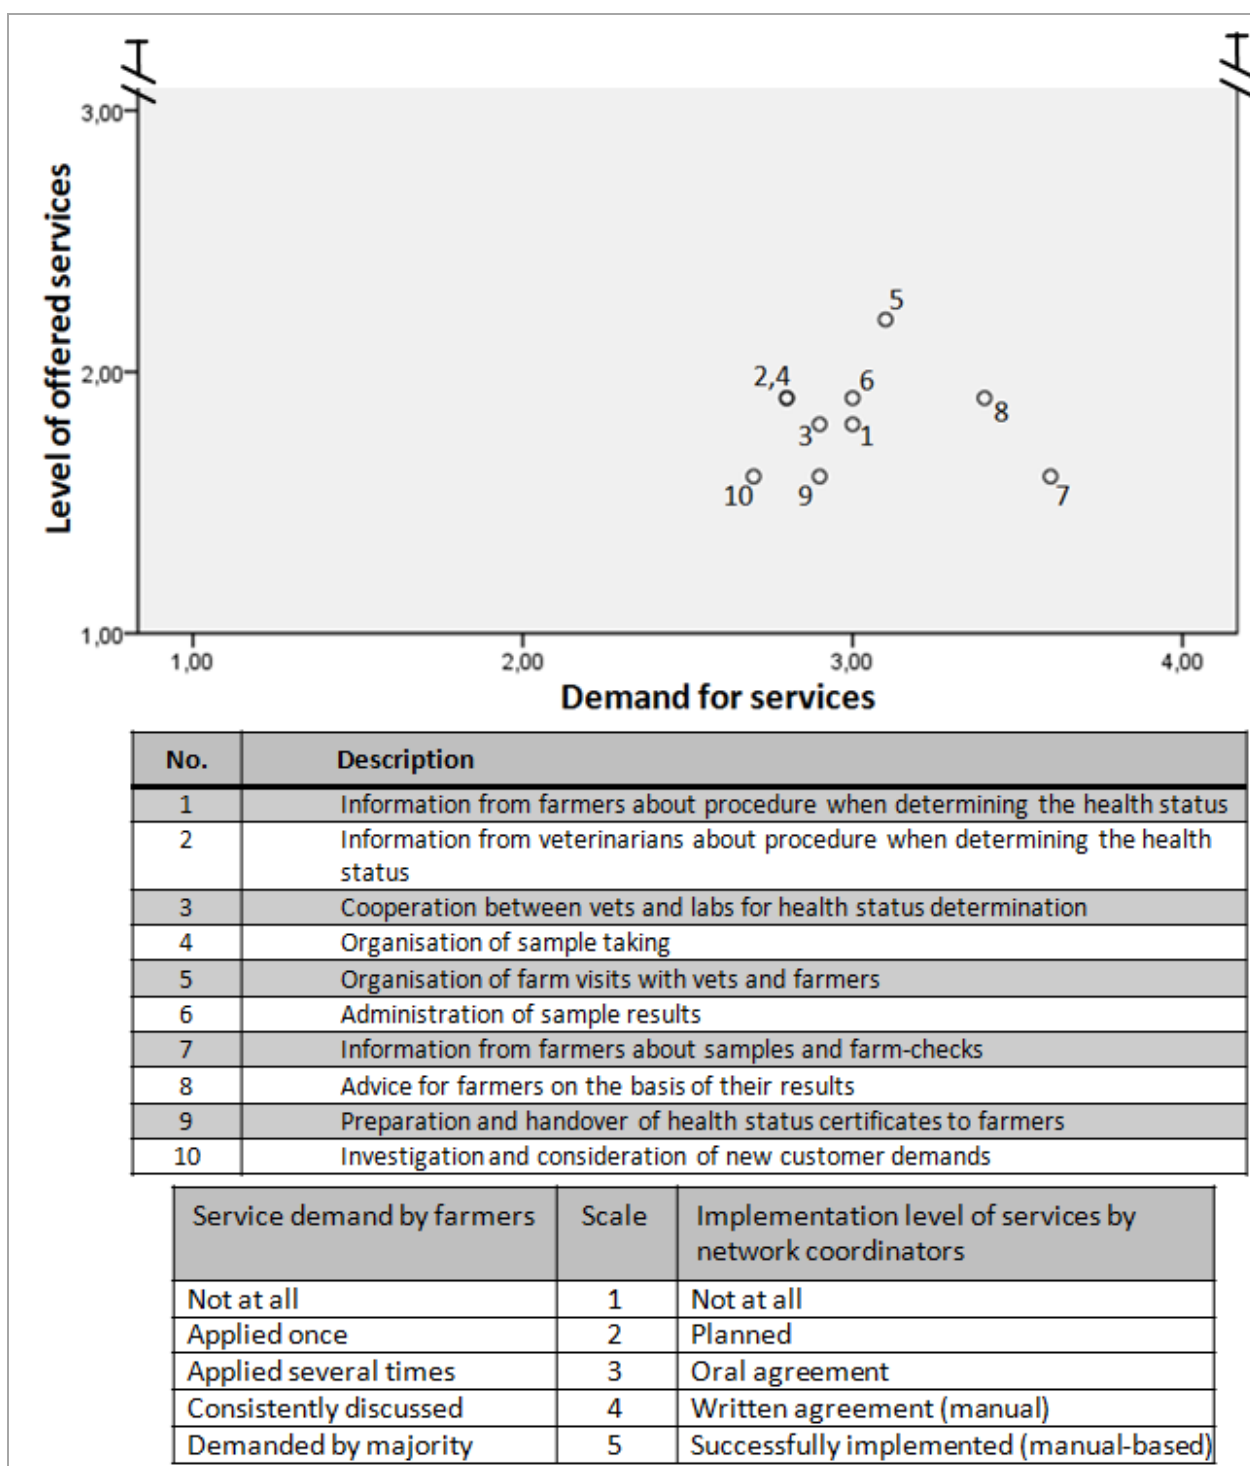 3,00
2,00
1,00
Level of offered services
5
2,4
6
8
3
1
10
9
7
1,00 2,00 3,00 4,00
Demand for services
No. Description
1 Information from farmers about procedure when determining the health status
2 Information from veterinarians about procedure when determining the health
status
3 Cooperation between vets and labs for health status determination
4 Organisation of sample taking
5 Organisation of farm visits with vets and farmers
6 Administration of sample results
7 Information from farmers about samples and farm-checks
8 Advice for farmers on the basis of their results
9 Preparation and handover of health status certificates to farmers
10 Investigation and consideration of new customer demands
Service demand by farmers Scale Implementation level of services by
network coordinators
Not at all 1 Not at all
Applied once 2 Planned
Applied several times 3 Oral agreement
Consistently discussed 4 Written agreement (manual)
Demanded by majority 5 Successfully implemented (manual-based)